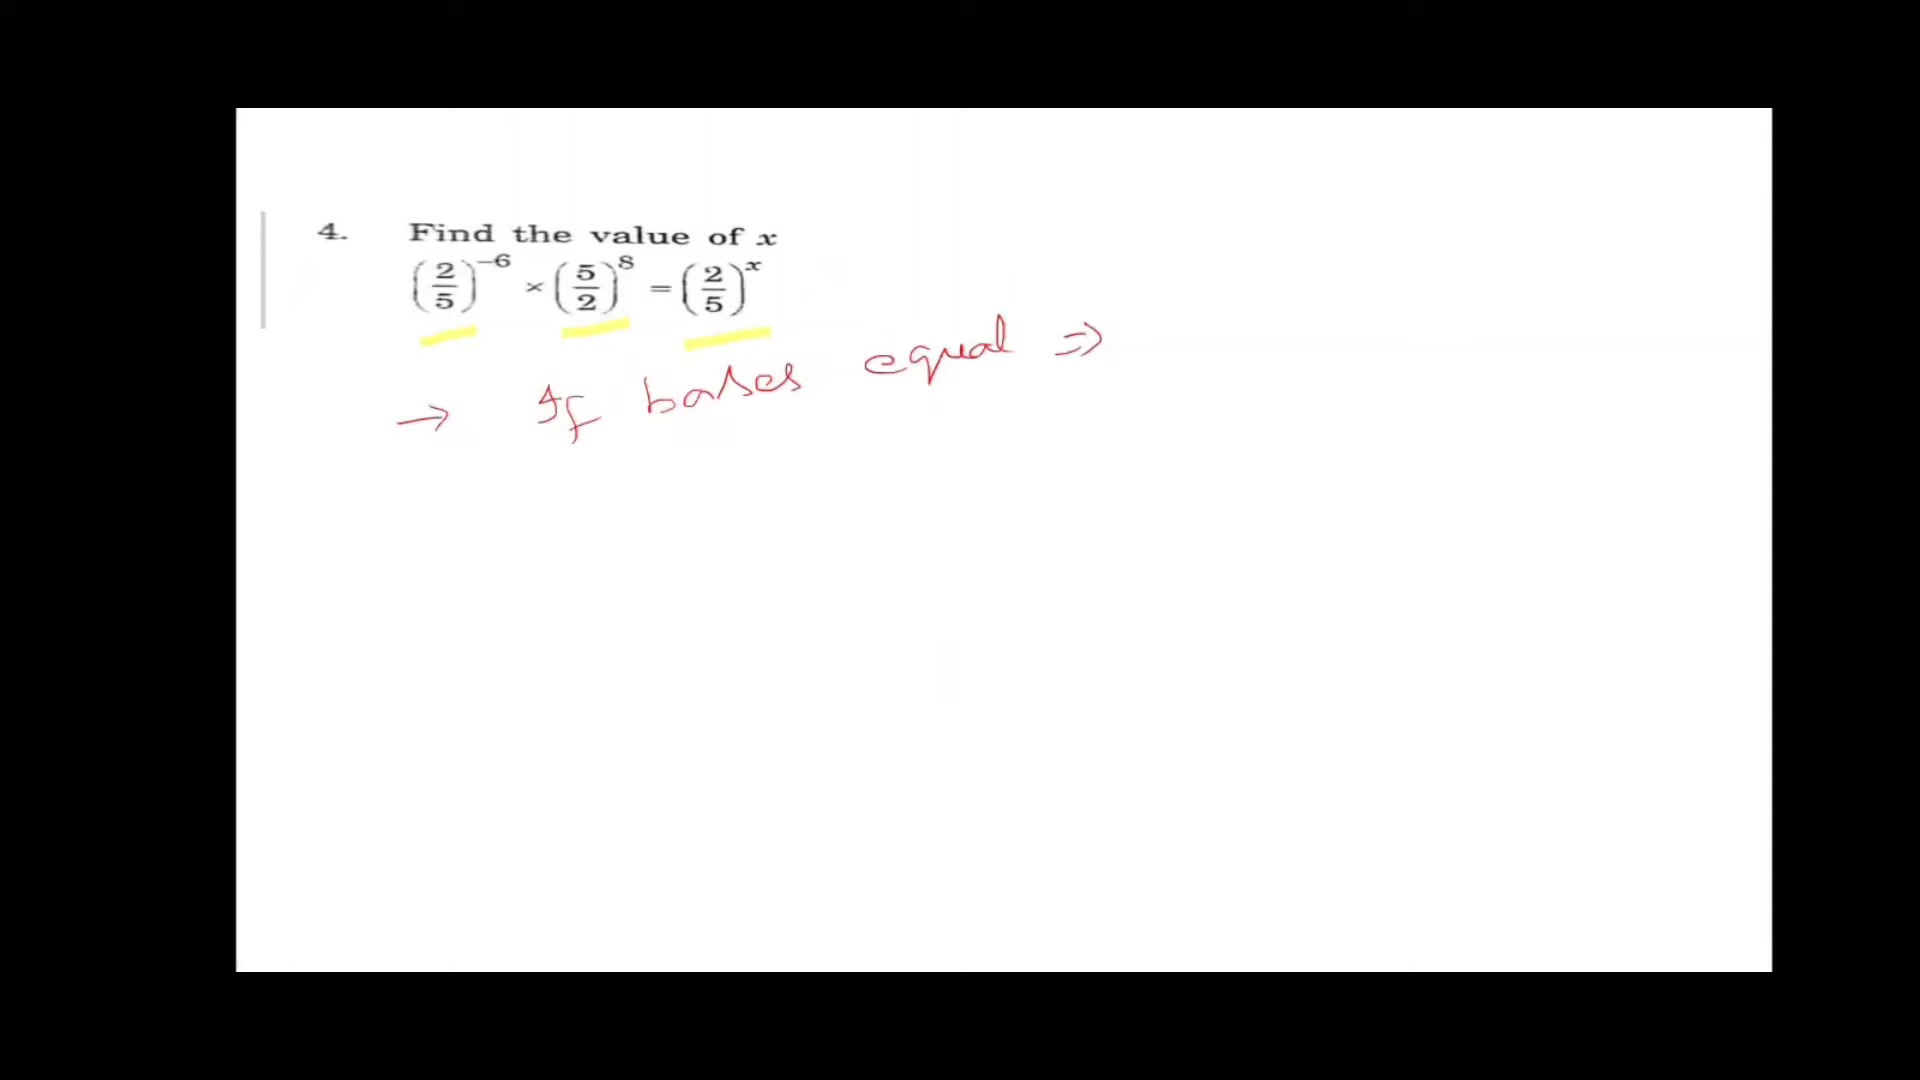 4. Find the value of x
(2/5)^-6 × (5/2)^8 = (2/5)^x
→ If bases equal ⇒